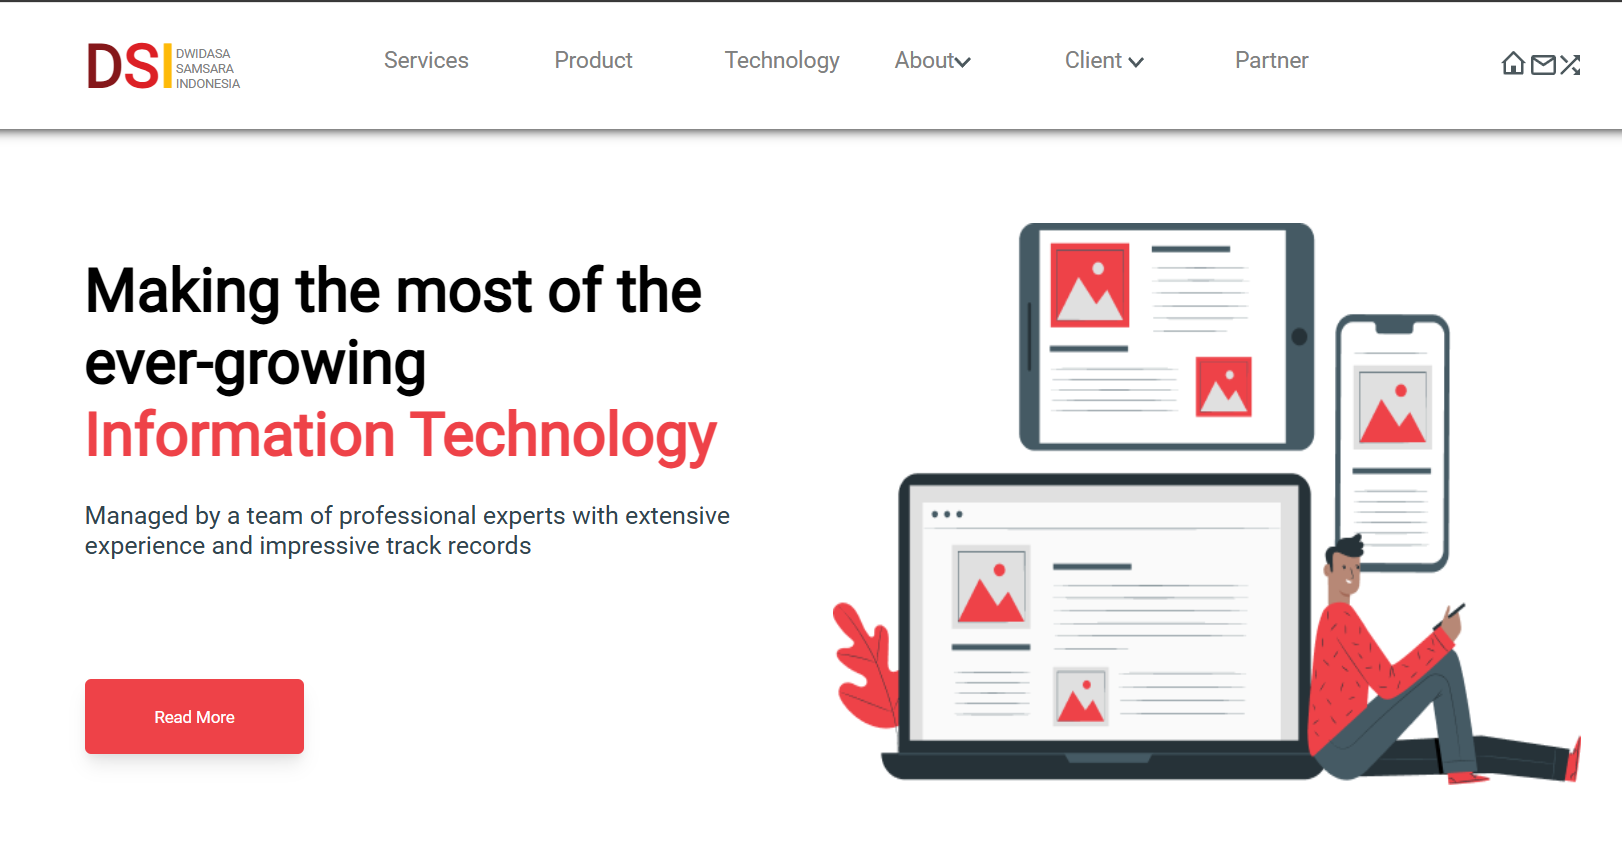 DSI
DWIDASA
SAMSARA
INDONESIA
Services
Product
Technology
About
Client
Partner
Making the most of the
ever-growing
Information Technology
Managed by a team of professional experts with extensive
experience and impressive track records
Read More